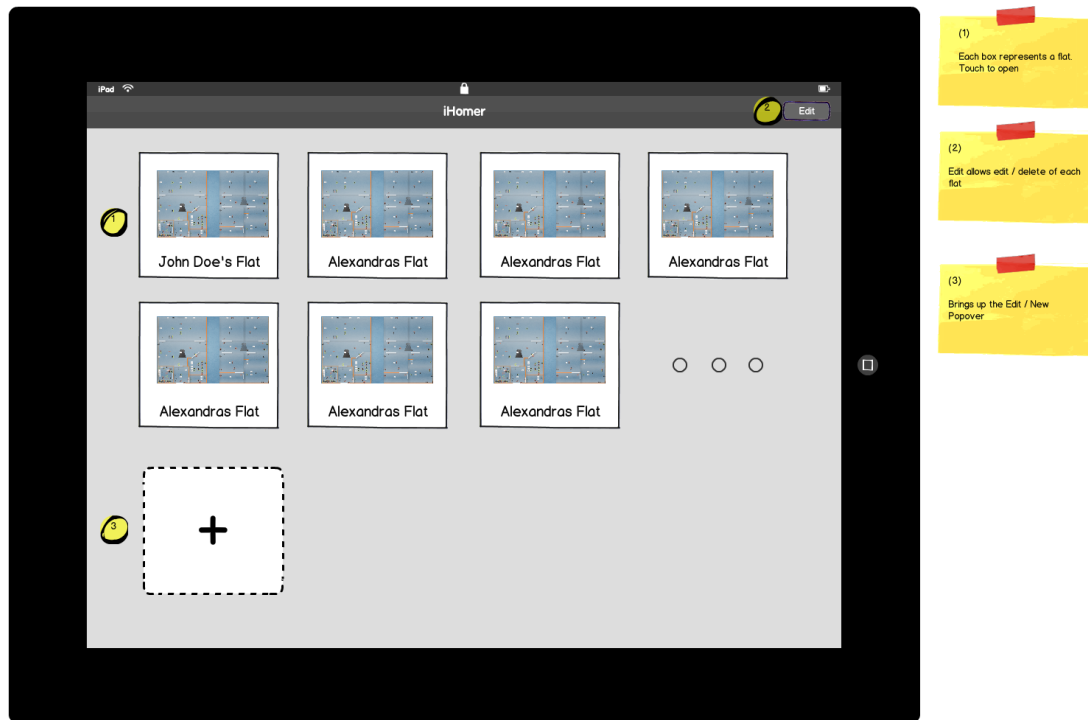 iPad
iHomer
2
Edit
1
John Doe's Flat
Alexandras Flat
Alexandras Flat
Alexandras Flat
Alexandras Flat
Alexandras Flat
Alexandras Flat
3
(1)
Each box represents a flat.
Touch to open
(2)
Edit allows edit / delete of each
flat
(3)
Brings up the Edit / New
Popover